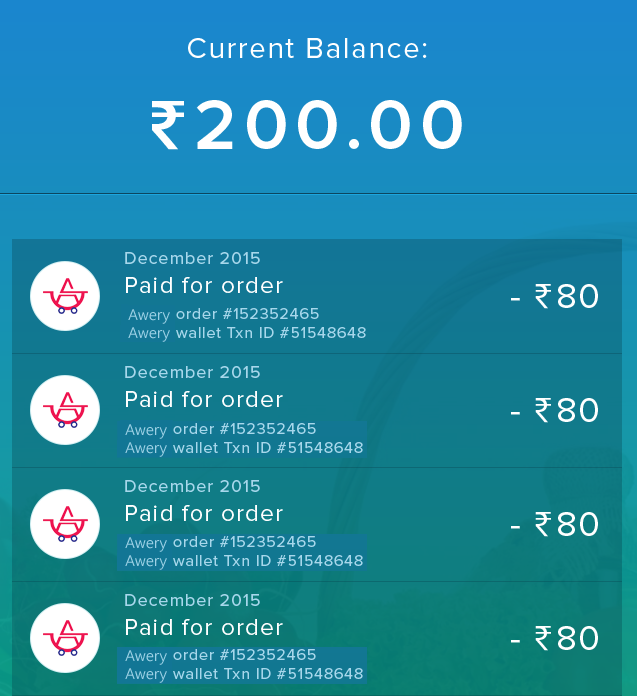 Current Balance:
₹200.00
December 2015
Paid for order
Awery order #152352465
Awery wallet Txn ID #51548648
- ₹80
December 2015
Paid for order
Awery order #152352465
Awery wallet Txn ID #51548648
- ₹80
December 2015
Paid for order
Awery order #152352465
Awery wallet Txn ID #51548648
- ₹80
December 2015
Paid for order
Awery order #152352465
Awery wallet Txn ID #51548648
- ₹80